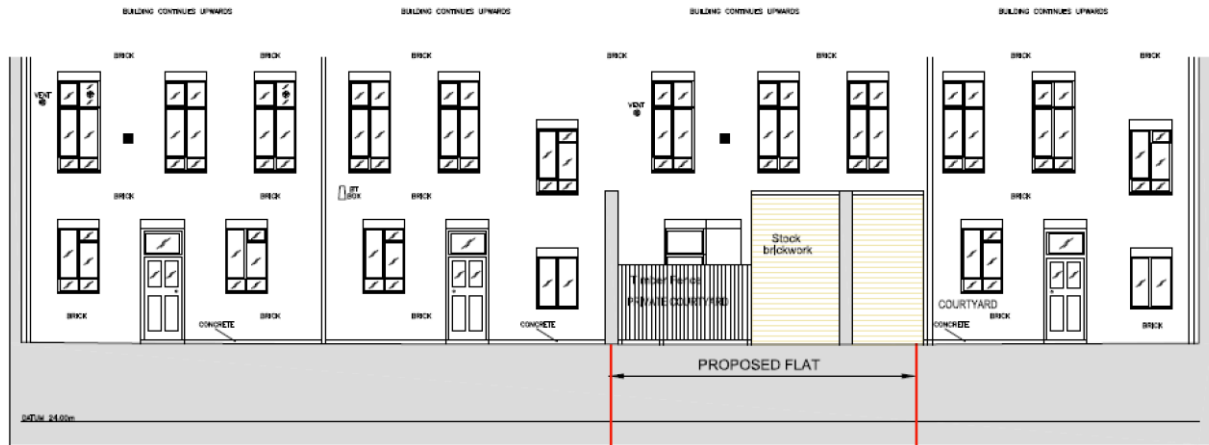 BUILDING CONTINUES UPWARDS
BUILDING CONTINUES UPWARDS
BUILDING CONTINUES UPWARDS
BUILDING CONTINUES UPWARDS
BRICK
BRICK
BRICK
BRICK
BRICK
BRICK
BRICK
VENT
VENT
BRICK
BRICK
BT
BOX
BRICK
BRICK
Stock
brickwork
Timber Fence
PRIVATE COURTYARD
COURTYARD
BRICK
BRICK
BRICK
BRICK
BRICK
CONCRETE
CONCRETE
CONCRETE
PROPOSED FLAT
DATUM 24.00m